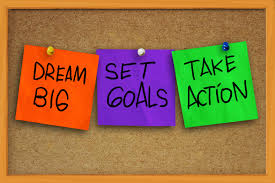 DREAM
BIG
SET
GOALS
TAKE
ACTION